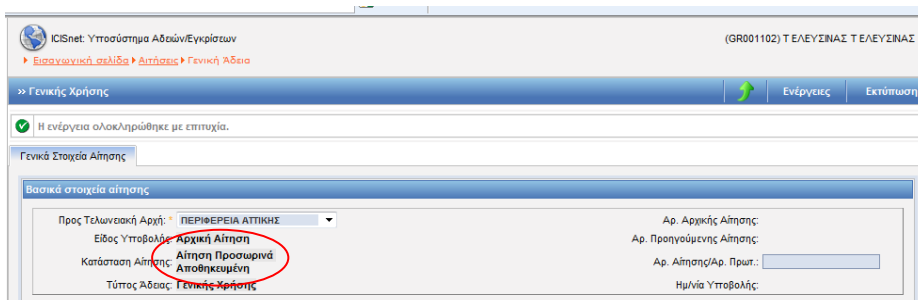 ICISnet: Υποσύστημα Αδειών/Εγκρίσεων
(GR001102) Τ ΕΛΕΥΣΙΝΑΣ Τ ΕΛΕΥΣΙΝΑΣ
Εισαγωγική σελίδα Αιτήσεις Γενική Άδεια
» Γενικής Χρήσης Ενέργειες Εκτύπωση
Η ενέργεια ολοκληρώθηκε με επιτυχία.
Γενικά Στοιχεία Αίτησης
Βασικά στοιχεία αίτησης
Προς Τελωνειακή Αρχή: * ΠΕΡΙΦΕΡΕΙΑ ΑΤΤΙΚΗΣ Αρ. Αρχικής Αίτησης:
Είδος Υποβολής: Αρχική Αίτηση Αρ. Προηγούμενης Αίτησης:
Κατάσταση Αίτησης: Αίτηση Προσωρινά Αρ. Αίτησης/Αρ. Πρωτ.:
Αποθηκευμένη
Τύπος Άδειας: Γενικής Χρήσης Ημ/νία Υποβολής: